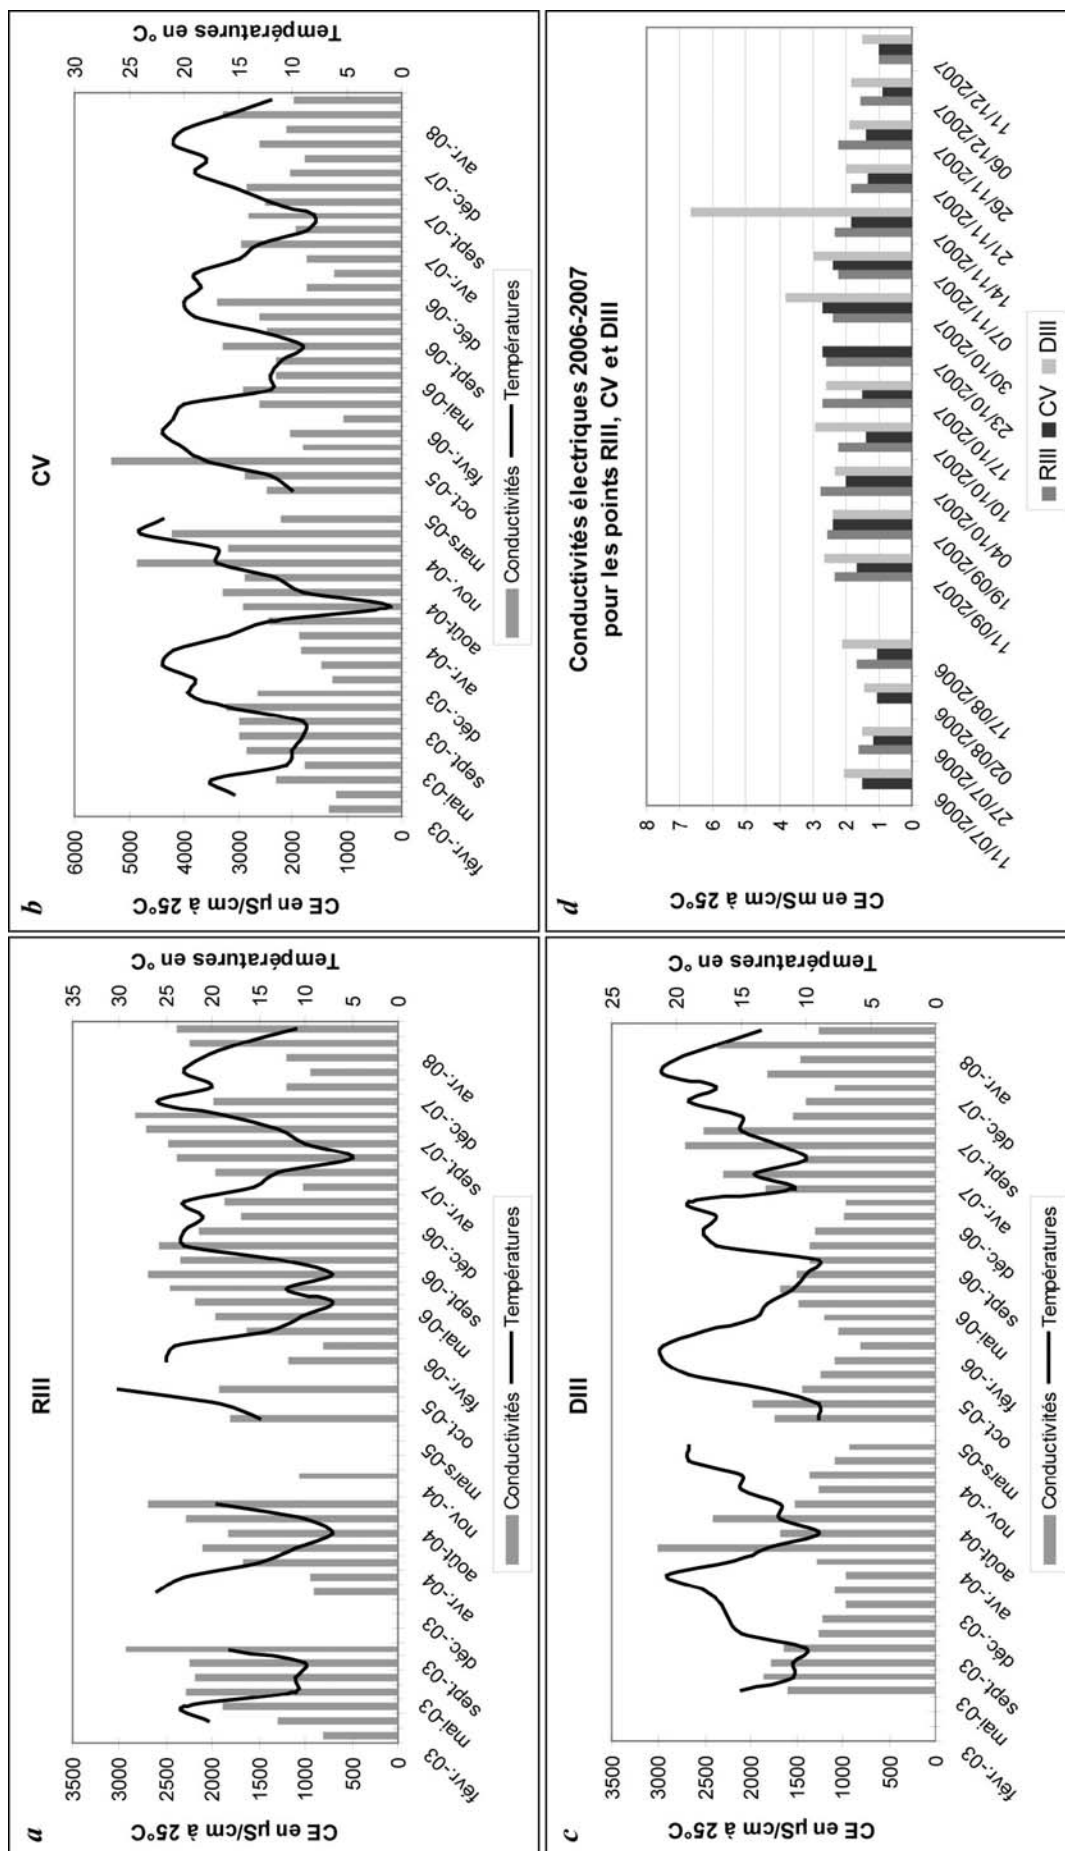 a
RIII
CE en µS/cm à 25°C
3500
3000
2500
2000
1500
1000
500
0
Températures en °C
35
30
25
20
15
10
5
0
févr.-03
mai-03
sept.-03
déc.-03
avr.-04
août-04
nov.-04
mars-05
oct.-05
févr.-06
mai-06
sept.-06
déc.-06
avr.-07
sept.-07
déc.-07
avr.-08
Conductivités
Températures
b
CV
CE en µS/cm à 25°C
6000
5000
4000
3000
2000
1000
0
Températures en °C
30
25
20
15
10
5
0
févr.-03
mai-03
sept.-03
déc.-03
avr.-04
août-04
nov.-04
mars-05
oct.-05
févr.-06
mai-06
sept.-06
déc.-06
avr.-07
sept.-07
déc.-07
avr.-08
Conductivités
Températures
c
DIII
CE en µS/cm à 25°C
3500
3000
2500
2000
1500
1000
500
0
Températures en °C
25
20
15
10
5
0
févr.-03
mai-03
sept.-03
déc.-03
avr.-04
août-04
nov.-04
mars-05
oct.-05
févr.-06
mai-06
sept.-06
déc.-06
avr.-07
sept.-07
déc.-07
avr.-08
Conductivités
Températures
d
Conductivités électriques 2006-2007
pour les points RIII, CV et DIII
CE en mS/cm à 25°C
8
7
6
5
4
3
2
1
0
11/07/2006
27/07/2006
02/08/2006
17/08/2006
11/09/2007
19/09/2007
04/10/2007
10/10/2007
17/10/2007
23/10/2007
30/10/2007
07/11/2007
14/11/2007
21/11/2007
26/11/2007
06/12/2007
11/12/2007
RIII
CV
DIII